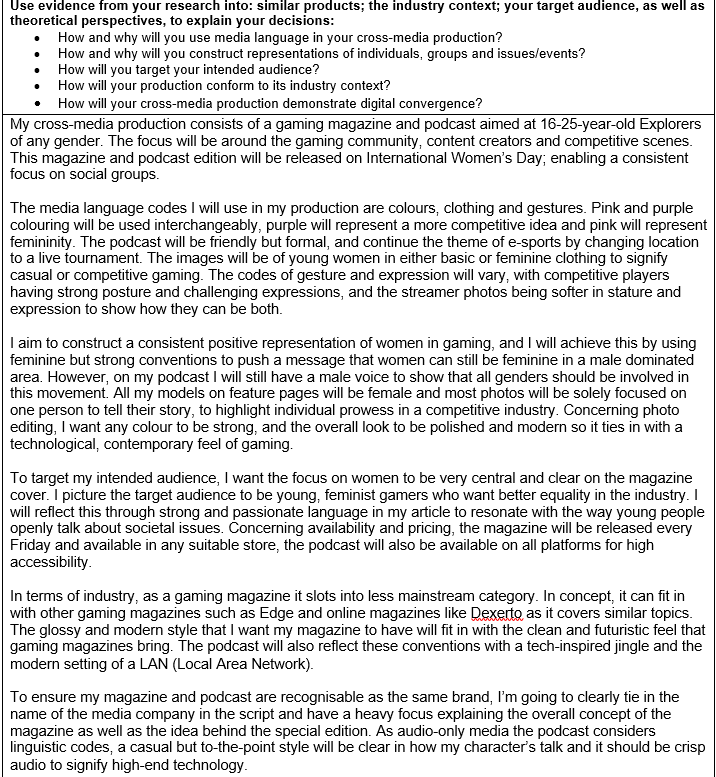 Use evidence from your research into: similar products; the industry context; your target audience, as well as
theoretical perspectives, to explain your decisions:
• How and why will you use media language in your cross-media production?
• How and why will you construct representations of individuals, groups and issues/events?
• How will you target your intended audience?
• How will your production conform to its industry context?
• How will your cross-media production demonstrate digital convergence?
My cross-media production consists of a gaming magazine and podcast aimed at 16-25-year-old Explorers
of any gender. The focus will be around the gaming community, content creators and competitive scenes.
This magazine and podcast edition will be released on International Women's Day; enabling a consistent
focus on social groups.
The media language codes I will use in my production are colours, clothing and gestures. Pink and purple
colouring will be used interchangeably, purple will represent a more competitive idea and pink will represent
femininity. The podcast will be friendly but formal, and continue the theme of e-sports by changing location
to a live tournament. The images will be of young women in either basic or feminine clothing to signify
casual or competitive gaming. The codes of gesture and expression will vary, with competitive players
having strong posture and challenging expressions, and the streamer photos being softer in stature and
expression to show how they can be both.
I aim to construct a consistent positive representation of women in gaming, and I will achieve this by using
feminine but strong conventions to push a message that women can still be feminine in a male dominated
area. However, on my podcast I will still have a male voice to show that all genders should be involved in
this movement. All my models on feature pages will be female and most photos will be solely focused on
one person to tell their story, to highlight individual prowess in a competitive industry. Concerning photo
editing, I want any colour to be strong, and the overall look to be polished and modern so it ties in with a
technological, contemporary feel of gaming.
To target my intended audience, I want the focus on women to be very central and clear on the magazine
cover. I picture the target audience to be young, feminist gamers who want better equality in the industry. I
will reflect this through strong and passionate language in my article to resonate with the way young people
openly talk about societal issues. Concerning availability and pricing, the magazine will be released every
Friday and available in any suitable store, the podcast will also be available on all platforms for high
accessibility.
In terms of industry, as a gaming magazine it slots into less mainstream category. In concept, it can fit in
with other gaming magazines such as Edge and online magazines like Dexerto as it covers similar topics.
The glossy and modern style that I want my magazine to have will fit in with the clean and futuristic feel that
gaming magazines bring. The podcast will also reflect these conventions with a tech-inspired jingle and the
modern setting of a LAN (Local Area Network).
To ensure my magazine and podcast are recognisable as the same brand, I'm going to clearly tie in the
name of the media company in the script and have a heavy focus explaining the overall concept of the
magazine as well as the idea behind the special edition. As audio-only media the podcast considers
linguistic codes, a casual but to-the-point style will be clear in how my character's talk and it should be crisp
audio to signify high-end technology.